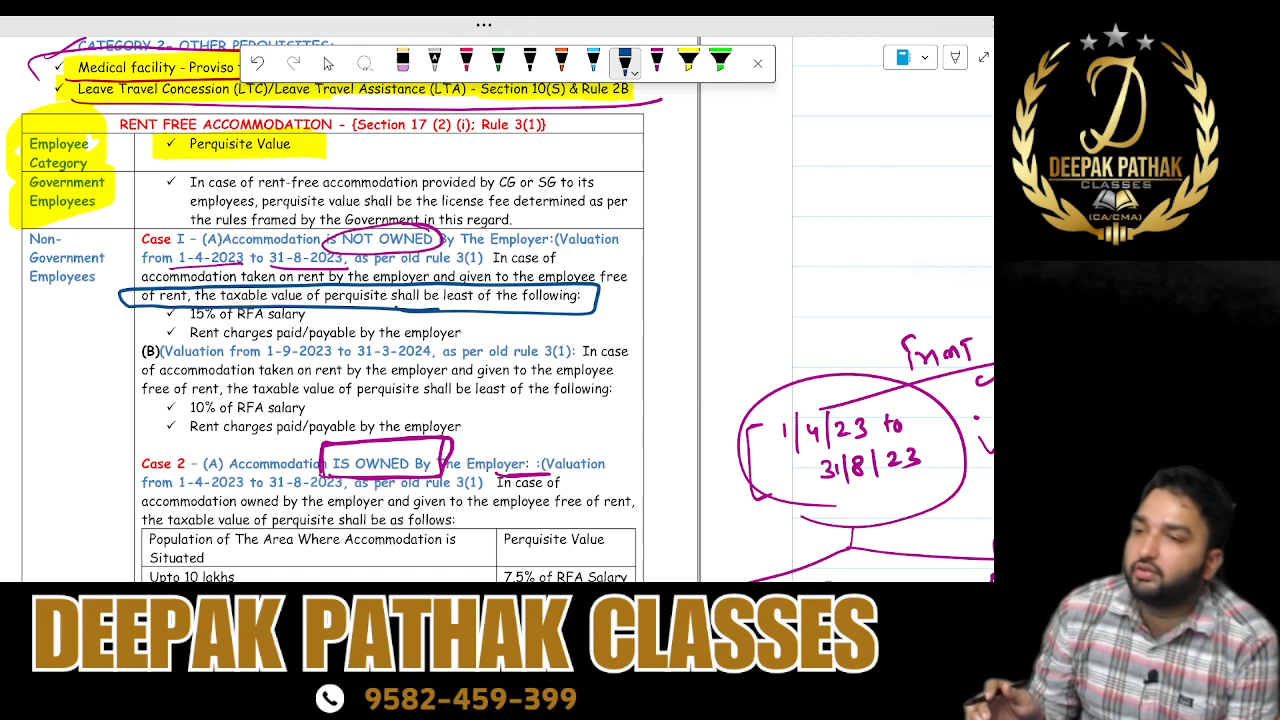 CATEGORY 2- OTHER PERQUISITES:
✓ Medical facility - Proviso
✓ Leave Travel Concession (LTC)/Leave Travel Assistance (LTA) - Section 10(S) & Rule 2B
RENT FREE ACCOMMODATION - {Section 17 (2) (i); Rule 3(1)}
Employee Category
✓ Perquisite Value
Government Employees
✓ In case of rent-free accommodation provided by CG or SG to its
employees, perquisite value shall be the license fee determined as per
the rules framed by the Government in this regard.
Non-
Government
Employees
Case I - (A)Accommodation is NOT OWNED By The Employer:(Valuation
from 1-4-2023 to 31-8-2023, as per old rule 3(1) In case of
accommodation taken on rent by the employer and given to the employee free
of rent, the taxable value of perquisite shall be least of the following:
✓ 15% of RFA salary
✓ Rent charges paid/payable by the employer
(B)(Valuation from 1-9-2023 to 31-3-2024, as per old rule 3(1): In case
of accommodation taken on rent by the employer and given to the employee
free of rent, the taxable value of perquisite shall be least of the following:
✓ 10% of RFA salary
✓ Rent charges paid/payable by the employer
Case 2 - (A) Accommodation IS OWNED By The Employer: :(Valuation
from 1-4-2023 to 31-8-2023, as per old rule 3(1) In case of
accommodation owned by the employer and given to the employee free of rent,
the taxable value of perquisite shall be as follows:
Population of The Area Where Accommodation is
Situated
Perquisite Value
Upto 10 lakhs
7.5% of RFA Salary
1/4/23 to
31/8/23
D
DEEPAK PATHAK
CLASSES
(CA/CMA)
DEEPAK PATHAK CLASSES
9582-459-399